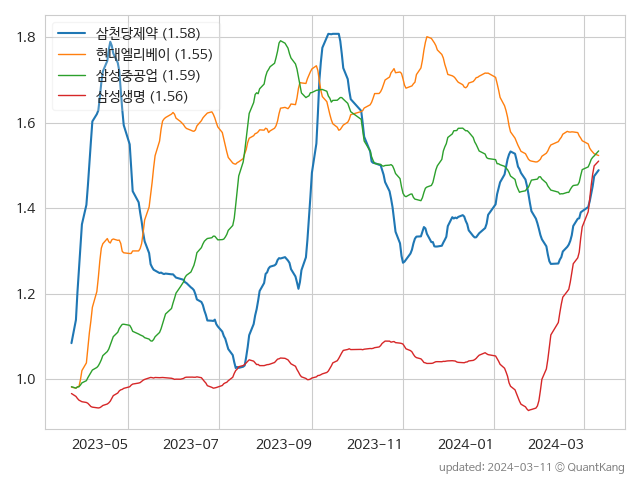 삼천당제약 (1.58)
현대엘리베이 (1.55)
삼성중공업 (1.59)
삼성생명 (1.56)
1.8
1.6
1.4
1.2
1.0
2023-05 2023-07 2023-09 2023-11 2024-01 2024-03
updated: 2024-03-11 © QuantKang